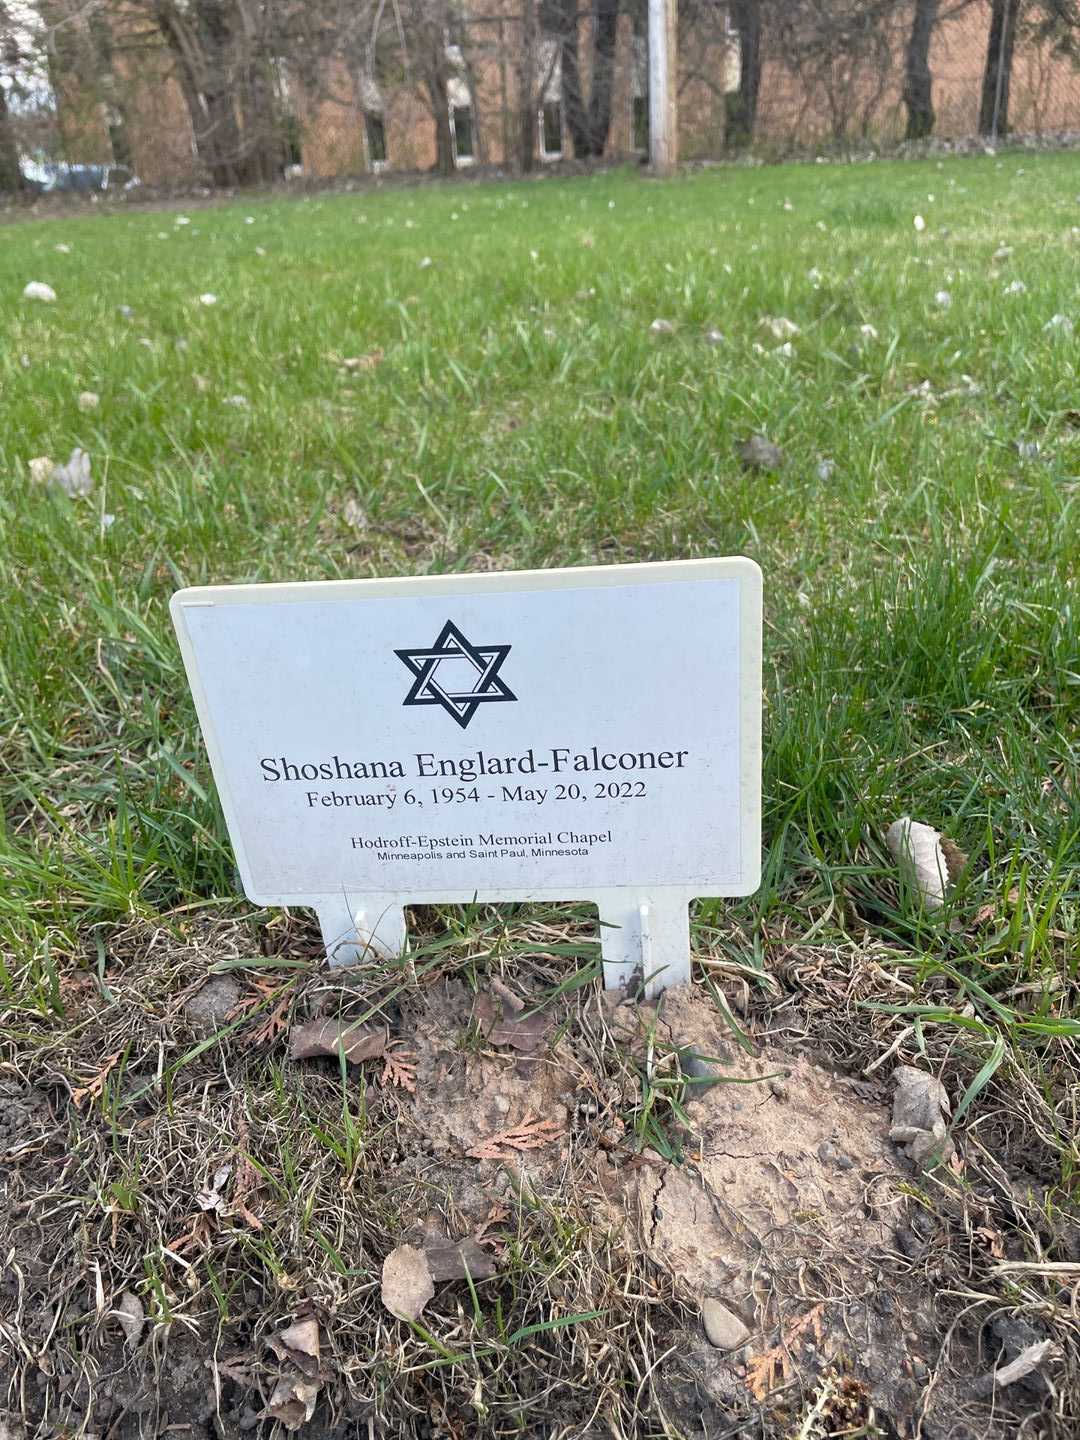 Shoshana Englard-Falconer
February 6, 1954 - May 20, 2022
Hodroff-Epstein Memorial Chapel
Minneapolis and Saint Paul, Minnesota